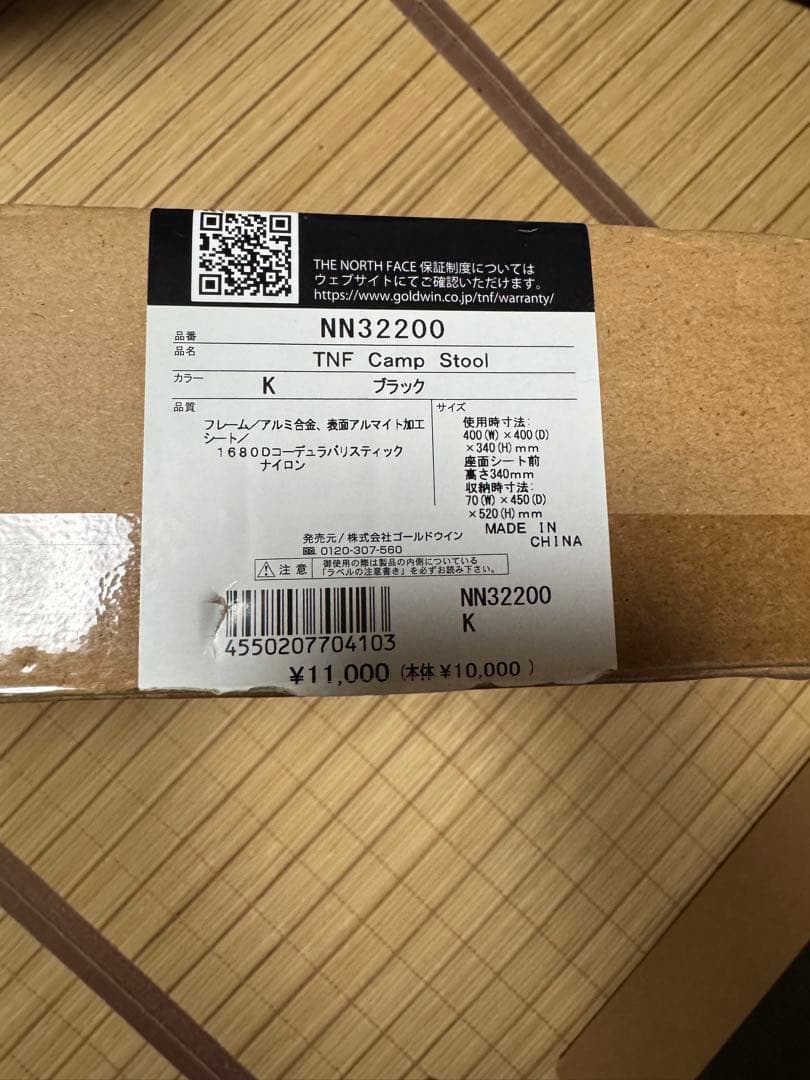 THE NORTH FACE 保証制度については
ウェブサイトにてご確認いただけます。
https://www.goldwin.co.jp/tnf/warranty/
品番 NN32200
品名 TNF Camp Stool
カラー K ブラック
品質
フレーム/アルミ合金、表面アルマイト加工
シート/
1680Dコーデュラバリスティック
ナイロン
サイズ
使用時寸法:
400(W)×400(D)
×340(H)mm
座面シート前
高さ340mm
収納時寸法:
70(W)×450(D)
×520(H)mm
MADE IN
CHINA
発売元/株式会社ゴールドウイン
0120-307-560
注意
御使用の際は製品の内側についている
「ラベルの注意書き」を必ずお読み下さい。
4550207704103
NN32200
K
¥11,000 (本体 ¥10,000 )